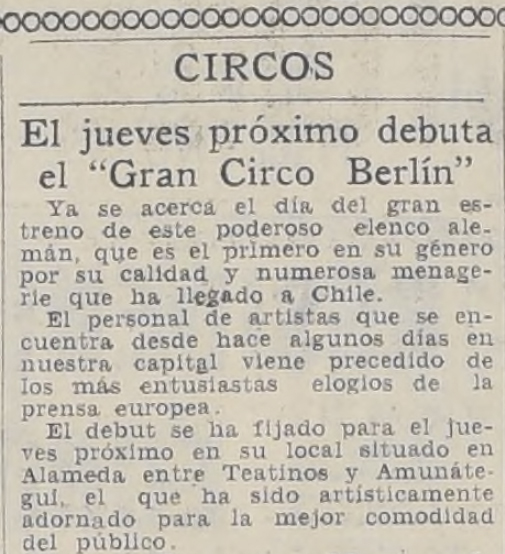 CIRCOS
El jueves próximo debuta
el "Gran Circo Berlín"
Ya se acerca el día del gran es-
treno de este poderoso elenco ale-
mán, que es el primero en su género
por su calidad y numerosa menage-
rie que ha llegado a Chile.
El personal de artistas que se en-
cuentra desde hace algunos días en
nuestra capital viene precedido de
los más entusiastas elogios de la
prensa europea.
El debut se ha fijado para el jue-
ves próximo en su local situado en
Alameda entre Teatinos y Amunáte-
gui, el que ha sido artísticamente
adornado para la mejor comodidad
del público.